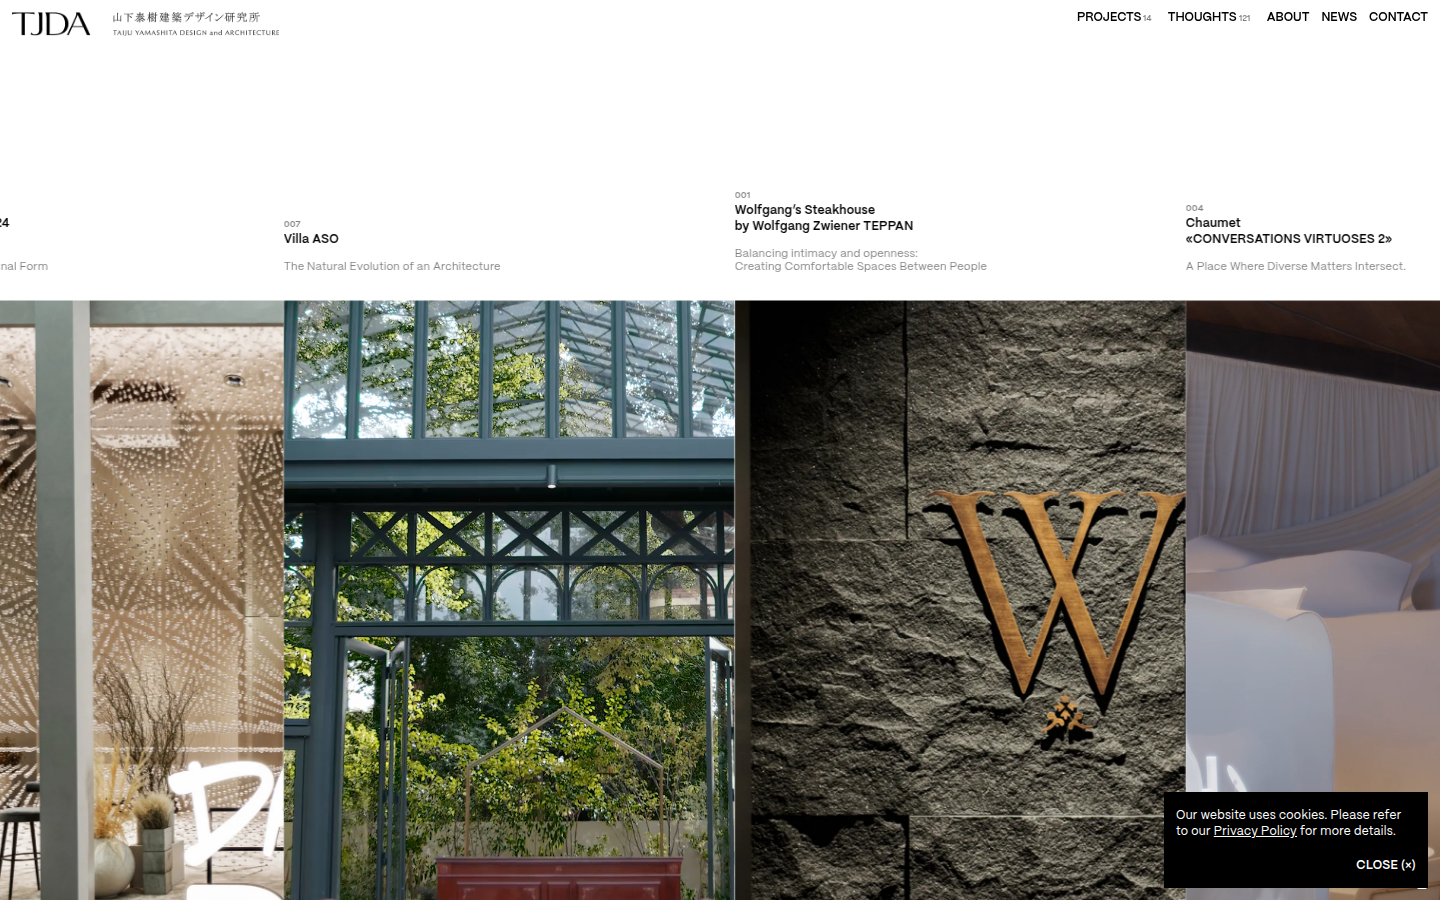 TJDA
山下泰樹建築デザイン研究所
TAIJU YAMASHITA DESIGN and ARCHITECTURE
PROJECTS 14
THOUGHTS 121
ABOUT
NEWS
CONTACT
24
nal Form
007
Villa ASO
The Natural Evolution of an Architecture
001
Wolfgang's Steakhouse
by Wolfgang Zwiener TEPPAN
Balancing intimacy and openness:
Creating Comfortable Spaces Between People
004
Chaumet
«CONVERSATIONS VIRTUOSES 2»
A Place Where Diverse Matters Intersect.
W
Our website uses cookies. Please refer
to our Privacy Policy for more details.
CLOSE (×)